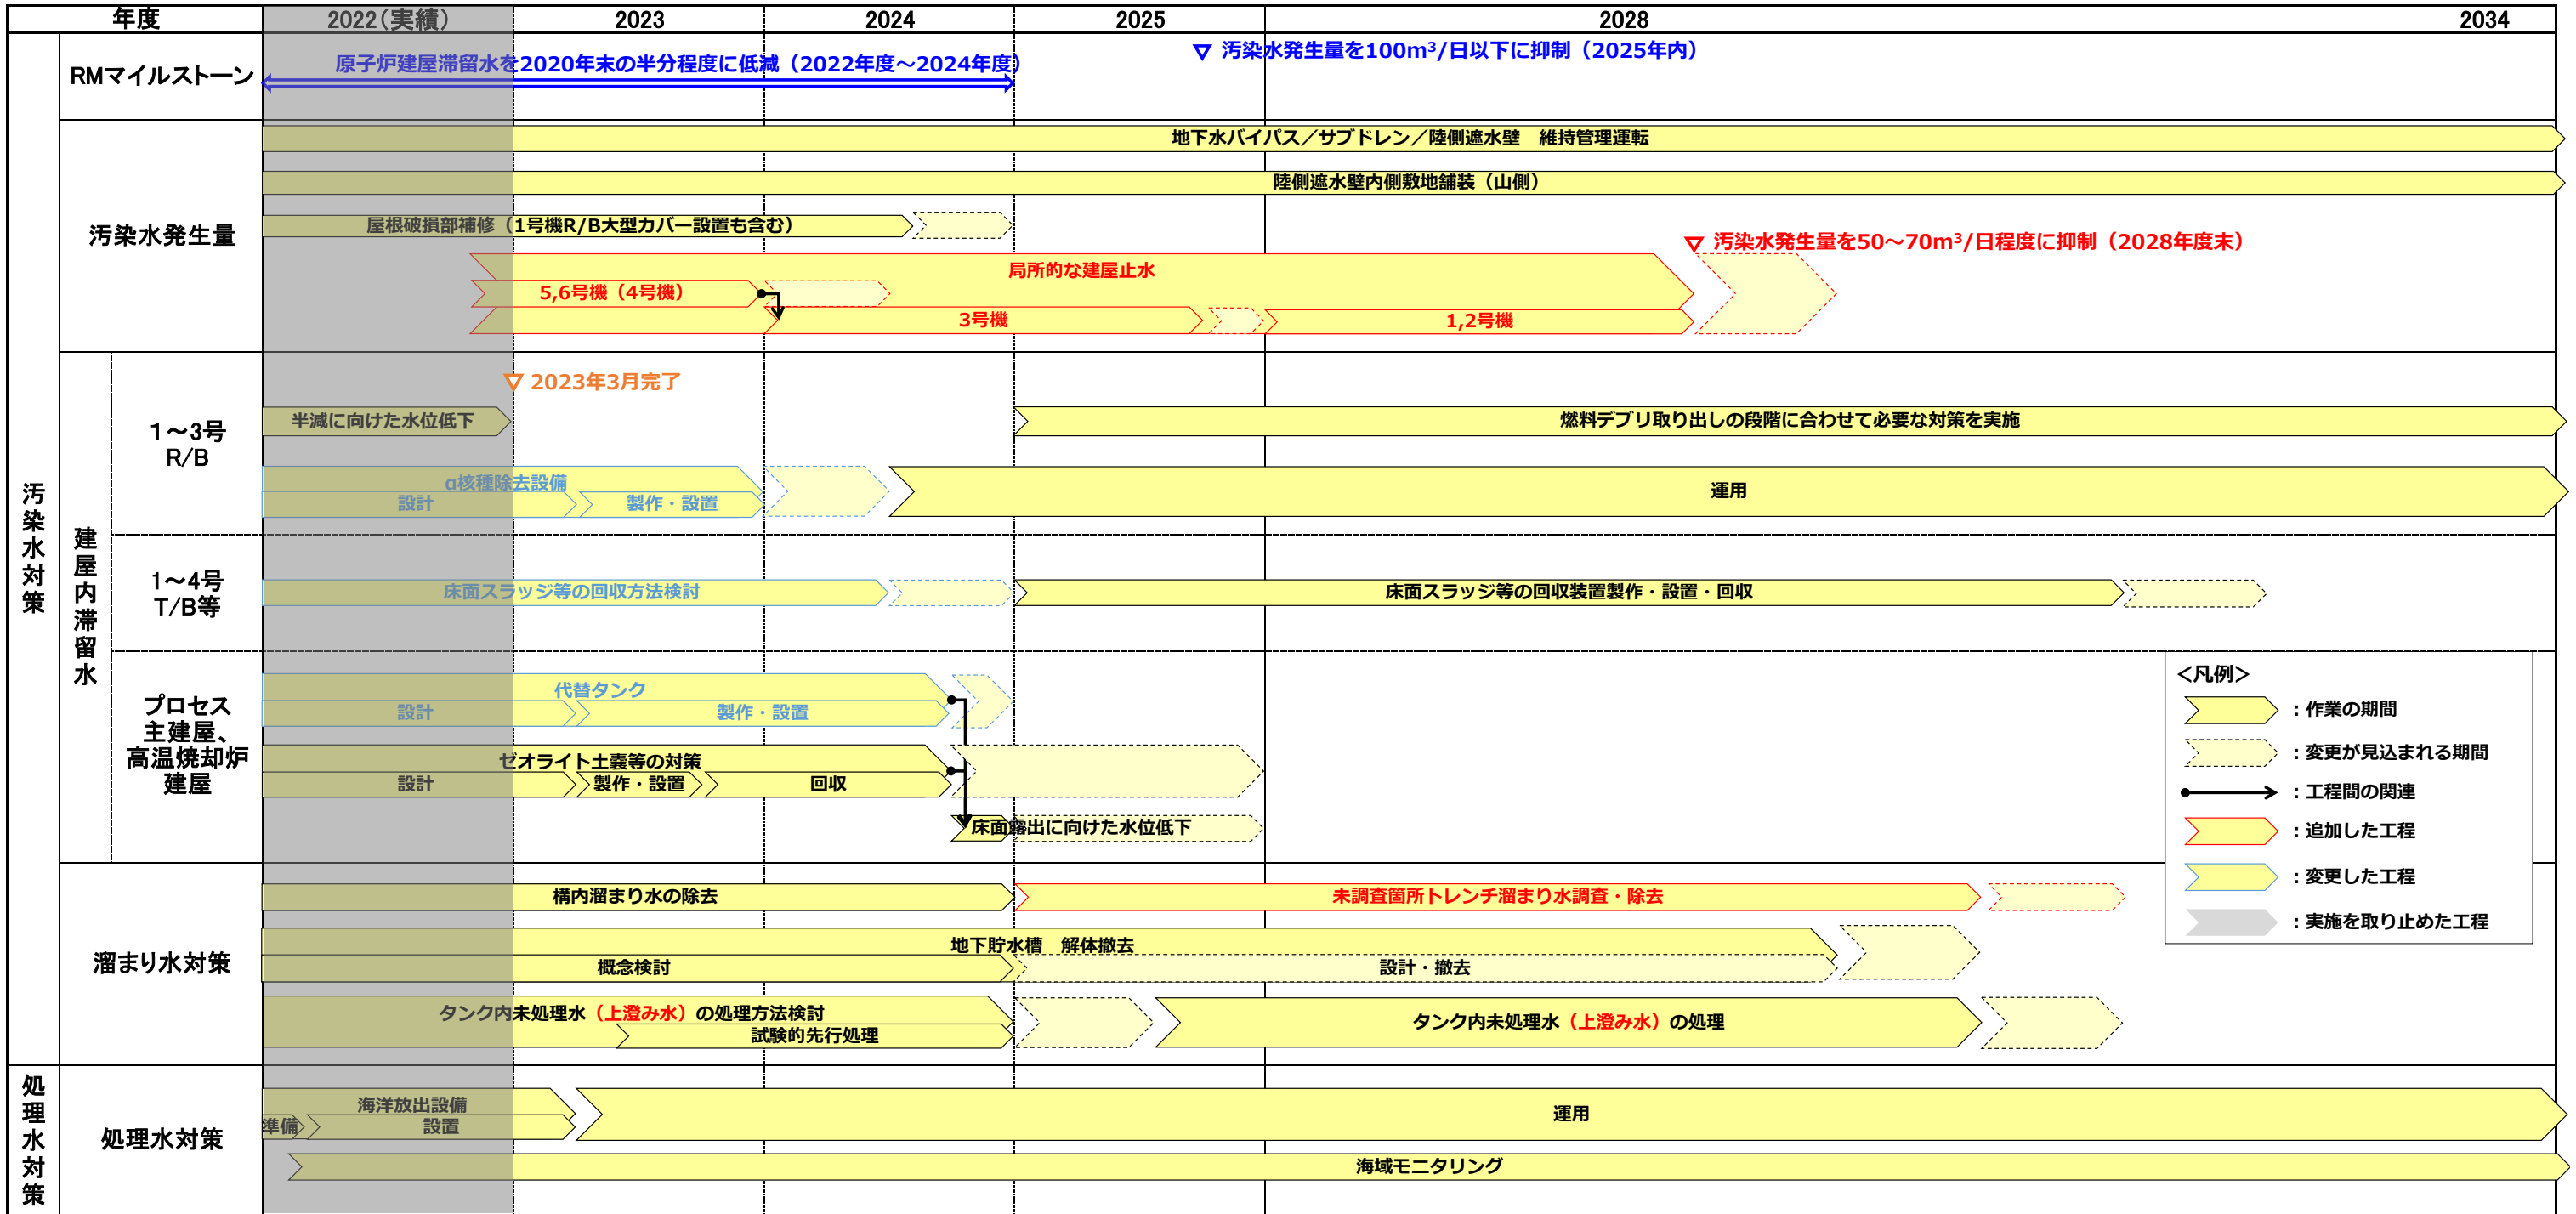 年度 2022（実績） 2023 2024 2025 2028 2034
汚染水対策
RMマイルストーン
原子炉建屋滞留水を2020年末の半分程度に低減（2022年度～2024年度）
▽ 汚染水発生量を100m³/日以下に抑制（2025年内）
汚染水発生量
地下水バイパス／サブドレン／陸側遮水壁　維持管理運転
陸側遮水壁内側敷地舗装（山側）
屋根破損部補修（1号機R/B大型カバー設置も含む）
▽ 汚染水発生量を50～70m³/日程度に抑制（2028年度末）
局所的な建屋止水
5,6号機（4号機）
3号機
1,2号機
建屋内滞留水
1～3号
R/B
▽ 2023年3月完了
半減に向けた水位低下
燃料デブリ取り出しの段階に合わせて必要な対策を実施
α核種除去設備
設計
製作・設置
運用
1～4号
T/B等
床面スラッジ等の回収方法検討
床面スラッジ等の回収装置製作・設置・回収
プロセス
主建屋、
高温焼却炉
建屋
代替タンク
設計
製作・設置
ゼオライト土嚢等の対策
設計
製作・設置
回収
床面露出に向けた水位低下
溜まり水対策
構内溜まり水の除去
未調査箇所トレンチ溜まり水調査・除去
地下貯水槽　解体撤去
概念検討
設計・撤去
タンク内未処理水（上澄み水）の処理方法検討
試験的先行処理
タンク内未処理水（上澄み水）の処理
処理水対策
処理水対策
海洋放出設備
準備
設置
運用
海域モニタリング
＜凡例＞
：作業の期間
：変更が見込まれる期間
：工程間の関連
：追加した工程
：変更した工程
：実施を取り止めた工程